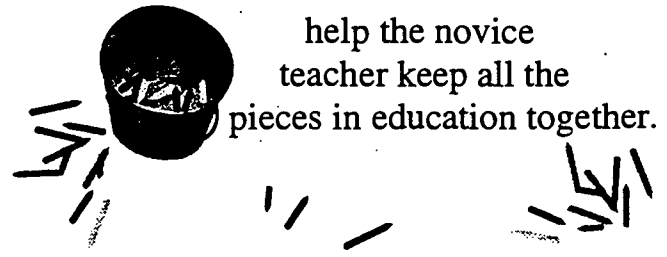 help the novice
teacher keep all the
pieces in education together.